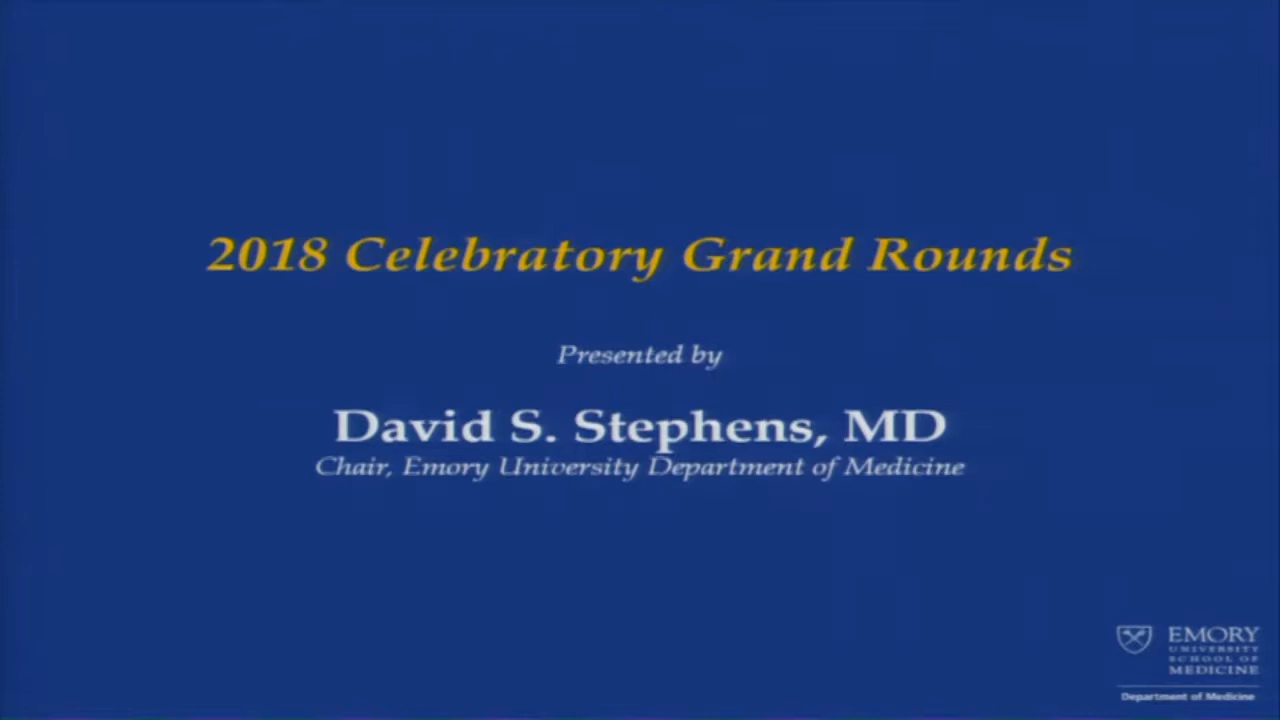 2018 Celebratory Grand Rounds
Presented by
David S. Stephens, MD
Chair, Emory University Department of Medicine
EMORY
UNIVERSITY
SCHOOL OF
MEDICINE
Department of Medicine